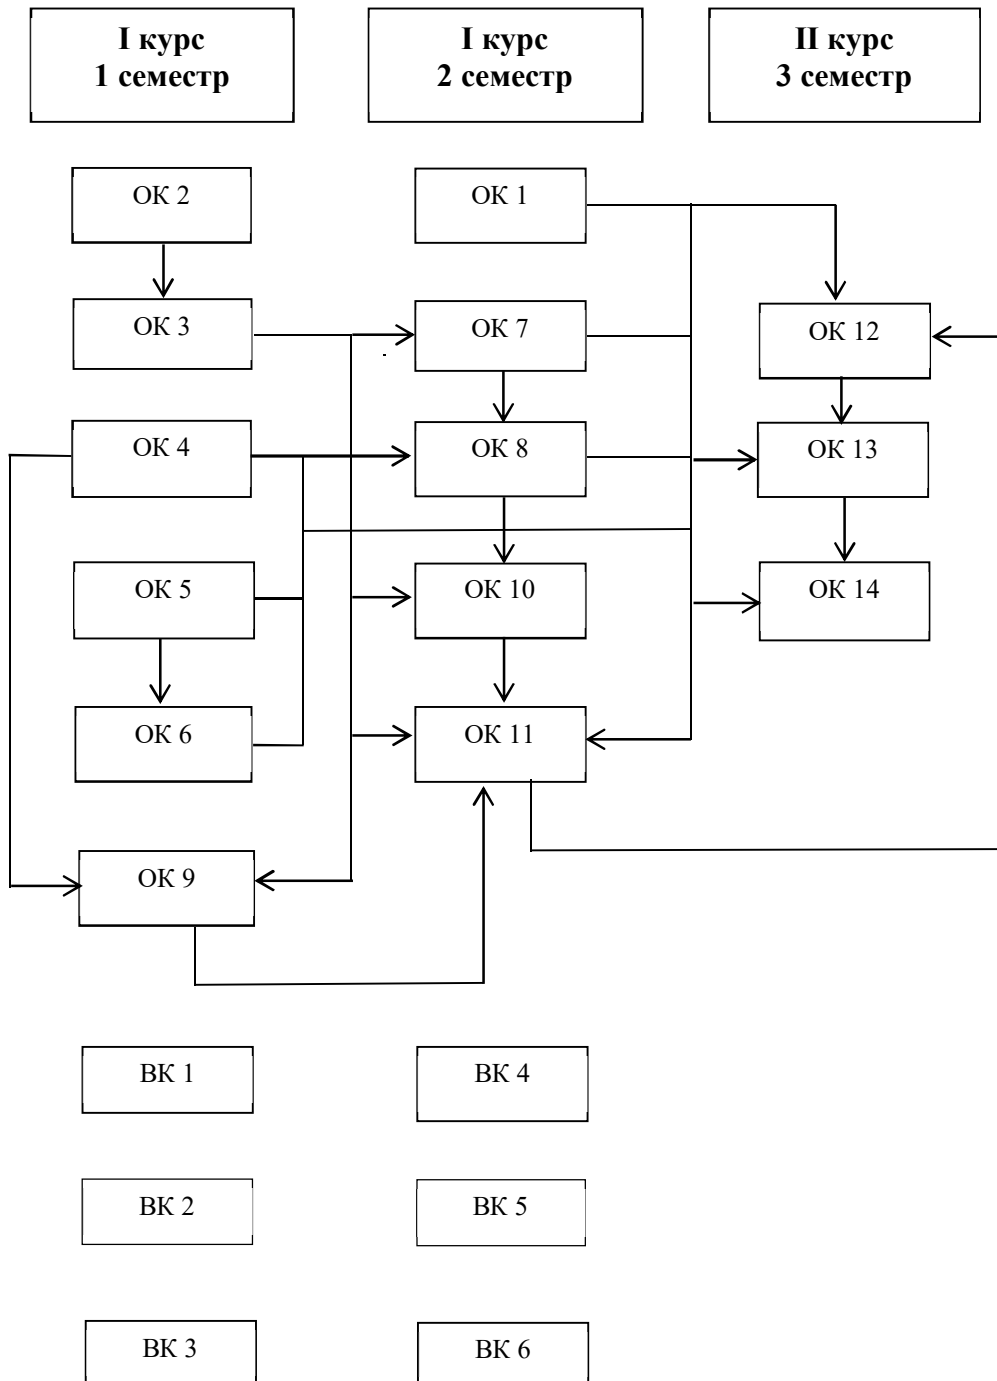 I курс
1 семестр
I курс
2 семестр
II курс
3 семестр
ОК 2
ОК 1
ОК 3
ОК 7
ОК 12
ОК 4
ОК 8
ОК 13
ОК 5
ОК 10
ОК 14
ОК 6
ОК 11
ОК 9
ВК 1
ВК 4
ВК 2
ВК 5
ВК 3
ВК 6